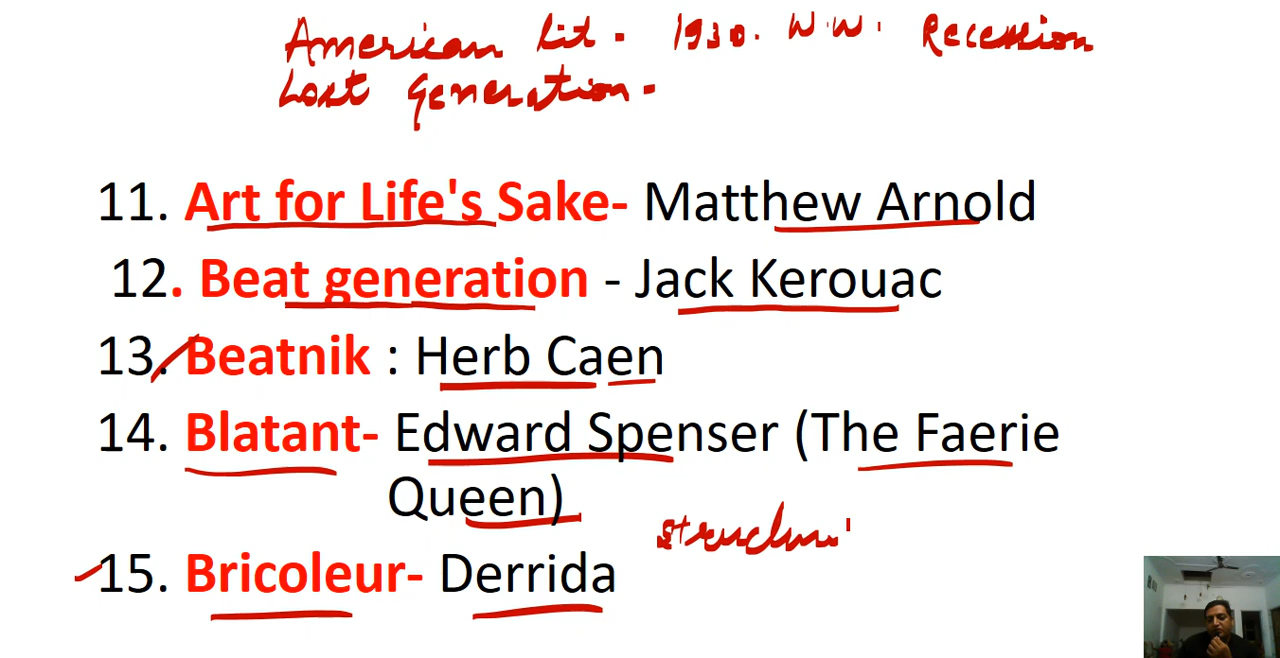 American Lit. 1930. W.W. Recession
Lost Generation.
11. Art for Life's Sake- Matthew Arnold
12. Beat generation - Jack Kerouac
13. Beatnik : Herb Caen
14. Blatant- Edward Spenser (The Faerie
Queen)
15. Bricoleur- Derrida